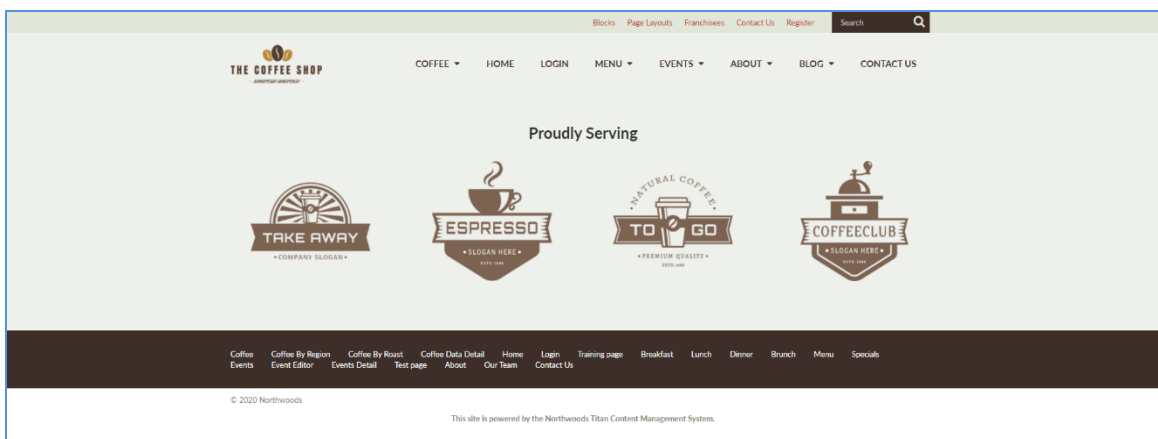 Blocks Page Layouts Franchisees Contact Us Register Search
THE COFFEE SHOP
COFFEE HOME LOGIN MENU EVENTS ABOUT BLOG CONTACT US
Proudly Serving
TAKE AWAY
• COMPANY SLOGAN •
ESPRESSO
• SLOGAN HERE •
• NATURAL COFFEE •
TO GO
• PREMIUM QUALITY •
COFFEECLUB
• SLOGAN HERE •
Coffee Coffee By Region Coffee By Roast Coffee Data Detail Home Login Training page Breakfast Lunch Dinner Brunch Menu Specials
Events Event Editor Events Detail Test page About Our Team Contact Us
© 2020 Northwoods
This site is powered by the Northwoods Titan Content Management System.